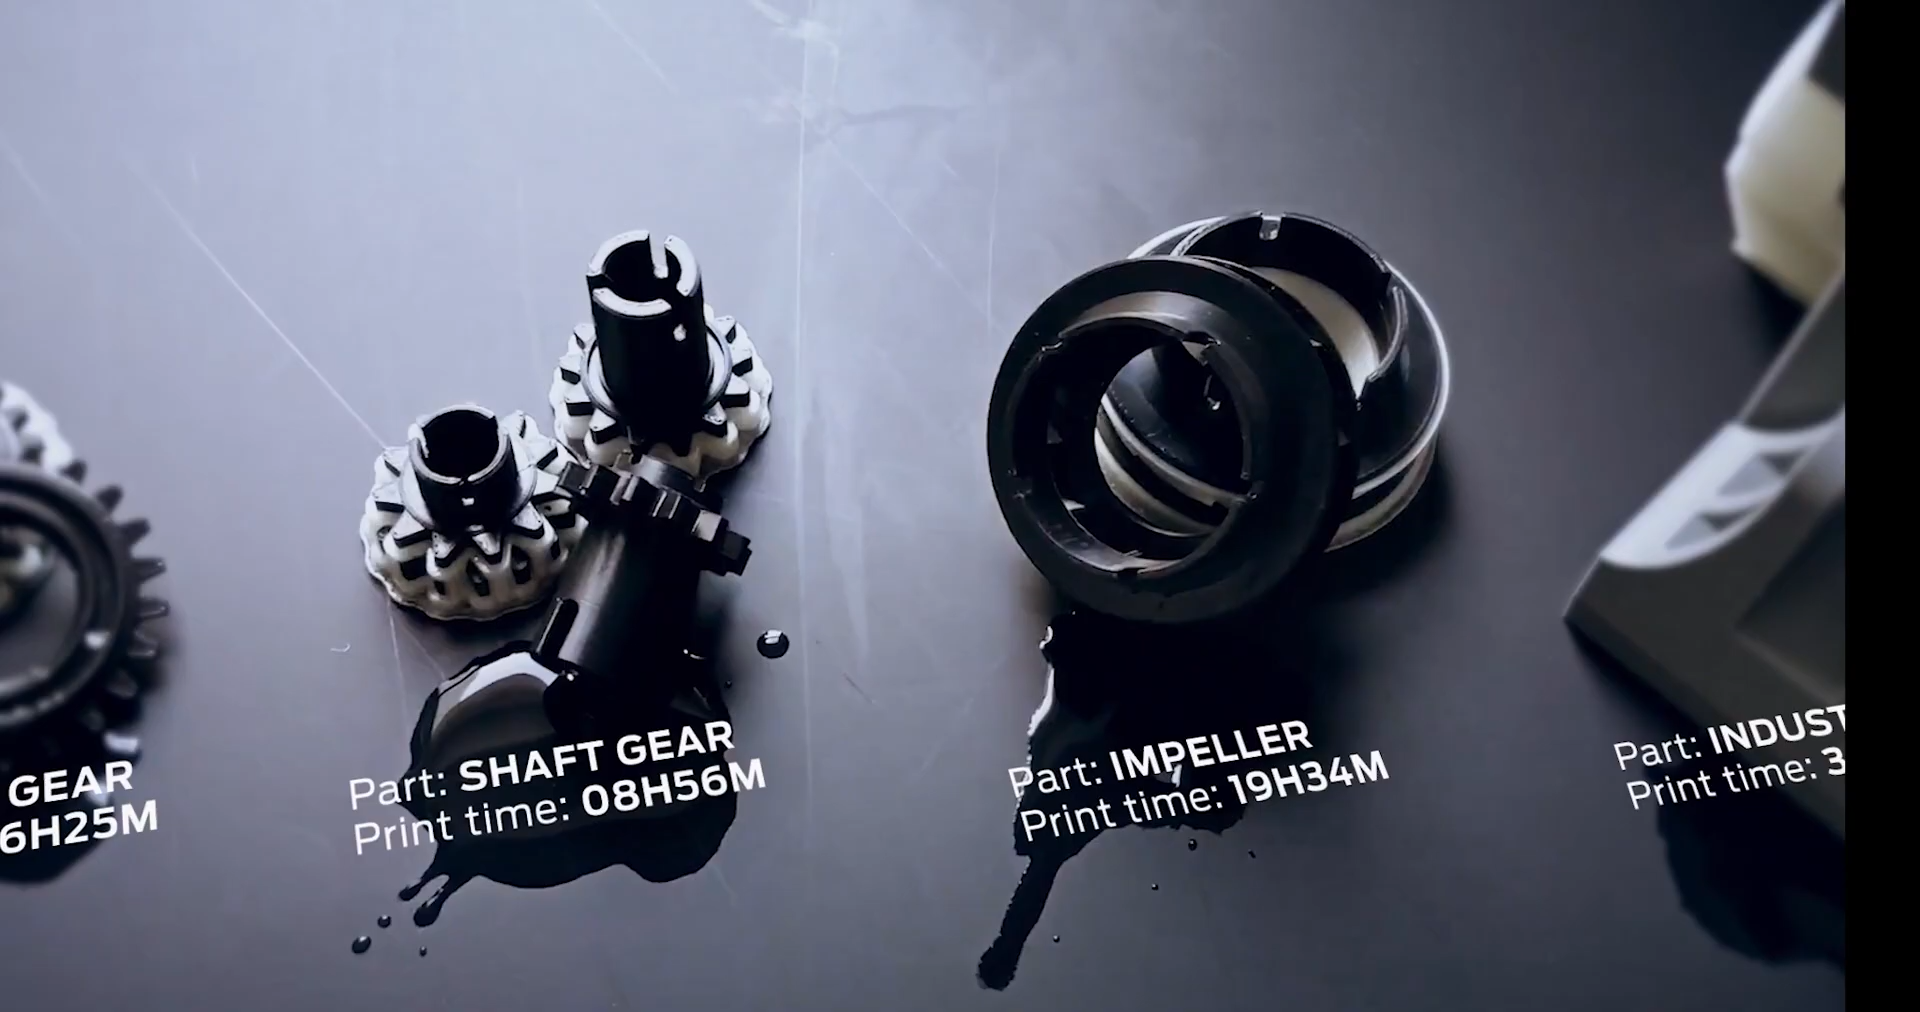 GEAR
6H25M
Part: SHAFT GEAR
Print time: 08H56M
Part: IMPELLER
Print time: 19H34M
Part: INDUST
Print time: 3